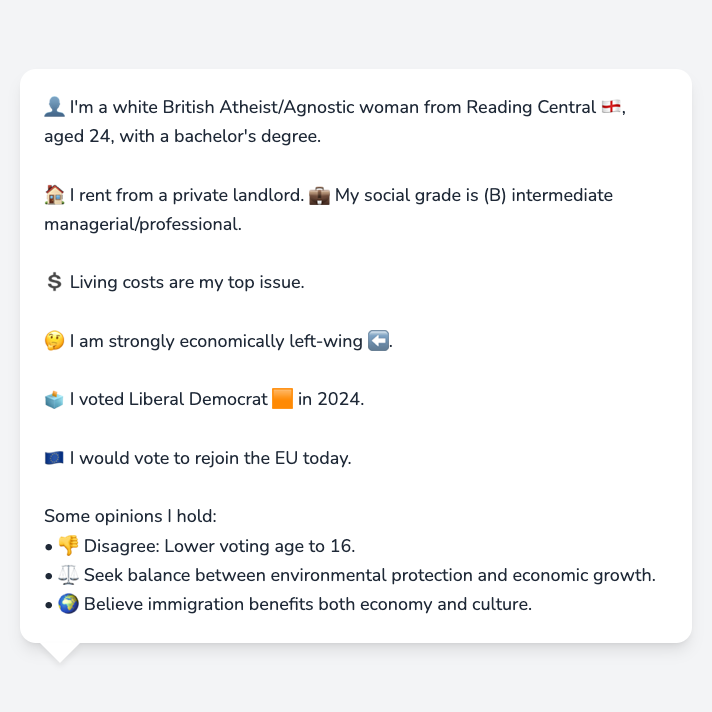 👤 I'm a white British Atheist/Agnostic woman from Reading Central 🏴󠁧󠁢󠁥󠁮󠁧󠁿,
aged 24, with a bachelor's degree.
🏠 I rent from a private landlord. 💼 My social grade is (B) intermediate
managerial/professional.
💲 Living costs are my top issue.
🤔 I am strongly economically left-wing ⬅️.
🗳️ I voted Liberal Democrat 🟧 in 2024.
🇪🇺 I would vote to rejoin the EU today.
Some opinions I hold:
• 👎 Disagree: Lower voting age to 16.
• ⚖️ Seek balance between environmental protection and economic growth.
• 🌍 Believe immigration benefits both economy and culture.